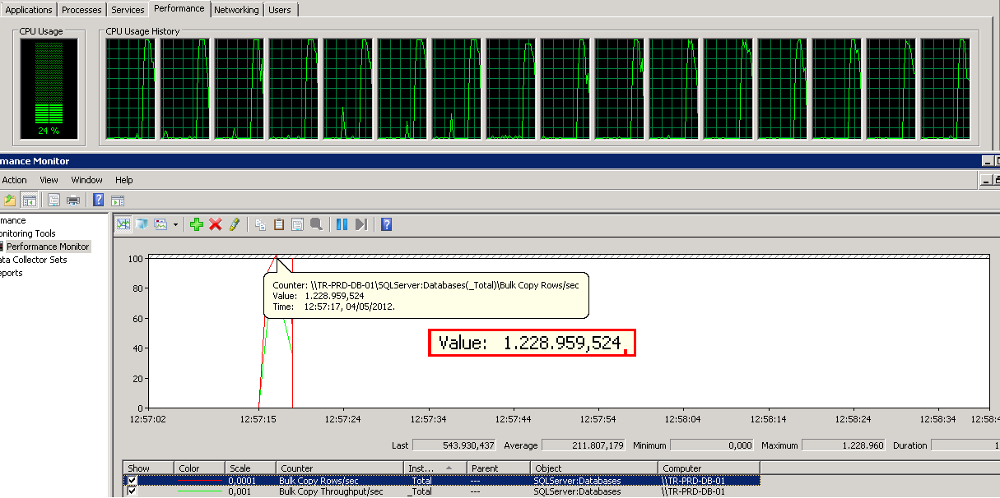 Applications Processes Services Performance Networking Users
CPU Usage CPU Usage History
24 %
mance Monitor
Action View Window Help
mance
onitoring Tools
Performance Monitor
ata Collector Sets
eports
100
80
60
40
20
0
Counter: \\TR-PRD-DB-01\SQLServer:Databases(_Total)\Bulk Copy Rows/sec
Value: 1.228.959,524
Time: 12:57:17, 04/05/2012.
Value: 1.228.959,524
12:57:02 12:57:15 12:57:24 12:57:34 12:57:44 12:57:54 12:58:04 12:58:14 12:58:24 12:58:34 12:58:4
Last 543.930,437 Average 211.807,179 Minimum 0,000 Maximum 1.228.960 Duration 1
Show Color Scale Counter Inst... Parent Object Computer
0,0001 Bulk Copy Rows/sec _Total --- SQLServer:Databases \\TR-PRD-DB-01
0,001 Bulk Copy Throughput/sec _Total --- SQLServer:Databases \\TR-PRD-DB-01